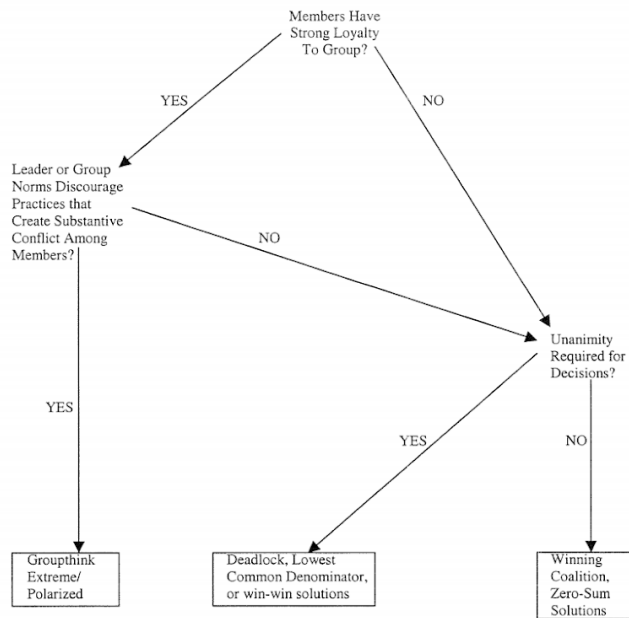 Members Have
Strong Loyalty
To Group?
YES
NO
Leader or Group
Norms Discourage
Practices that
Create Substantive
Conflict Among
Members?
NO
Unanimity
Required for
Decisions?
YES
YES
NO
Groupthink
Extreme/
Polarized
Deadlock, Lowest
Common Denominator,
or win-win solutions
Winning
Coalition,
Zero-Sum
Solutions